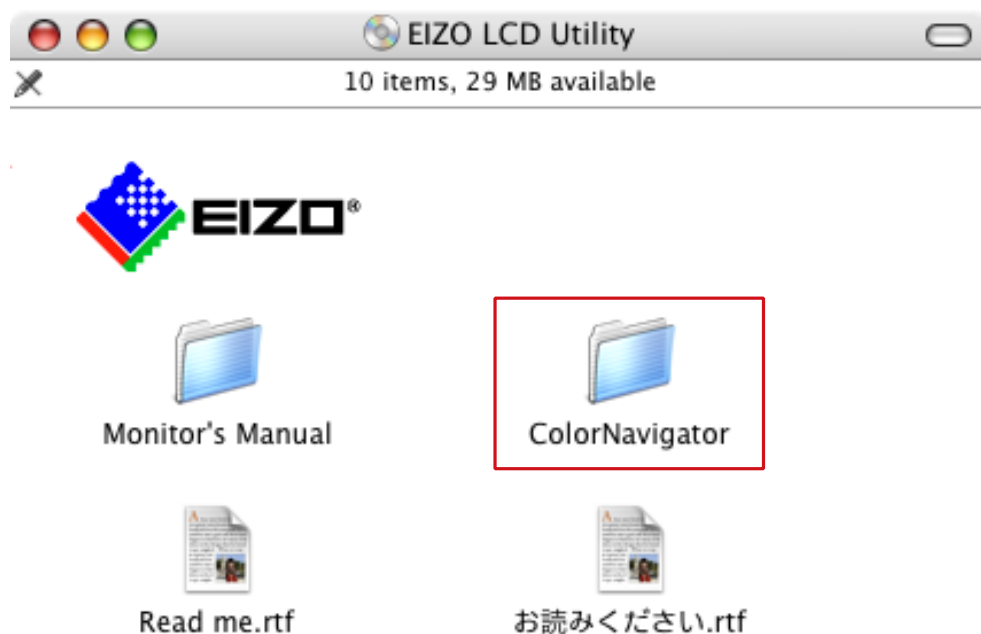 EIZO LCD Utility
10 items, 29 MB available
EIZO®
Monitor's Manual
ColorNavigator
Read me.rtf
お読みください.rtf